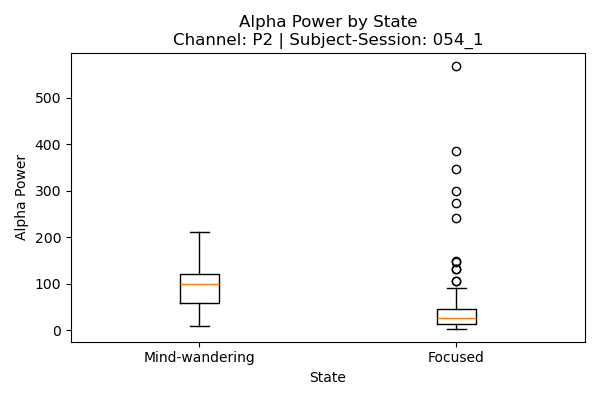 Alpha Power by State
Channel: P2 | Subject-Session: 054_1
Alpha Power
500
400
300
200
100
0
Mind-wandering
Focused
State